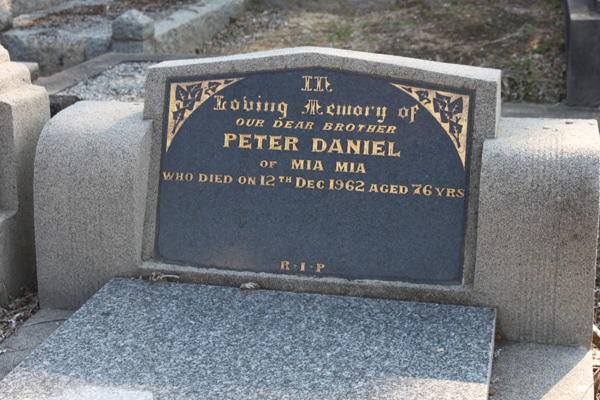 In
Loving Memory of
OUR DEAR BROTHER
PETER DANIEL
OF MIA MIA
WHO DIED ON 12TH DEC 1962 AGED 76 YRS
R·I·P